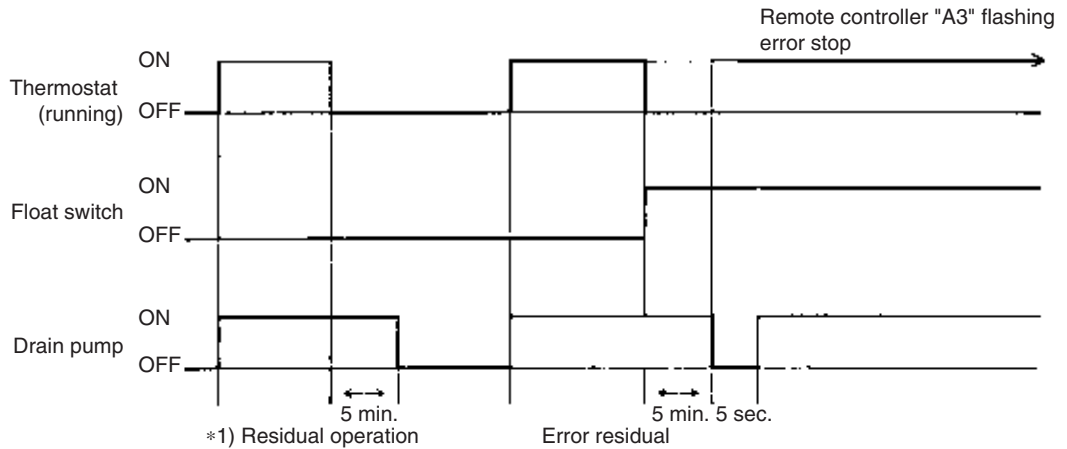 Remote controller "A3" flashing
error stop
ON
Thermostat
(running)
OFF
ON
Float switch
OFF
ON
Drain pump
OFF
5 min.
5 min.
5 sec.
*1) Residual operation
Error residual